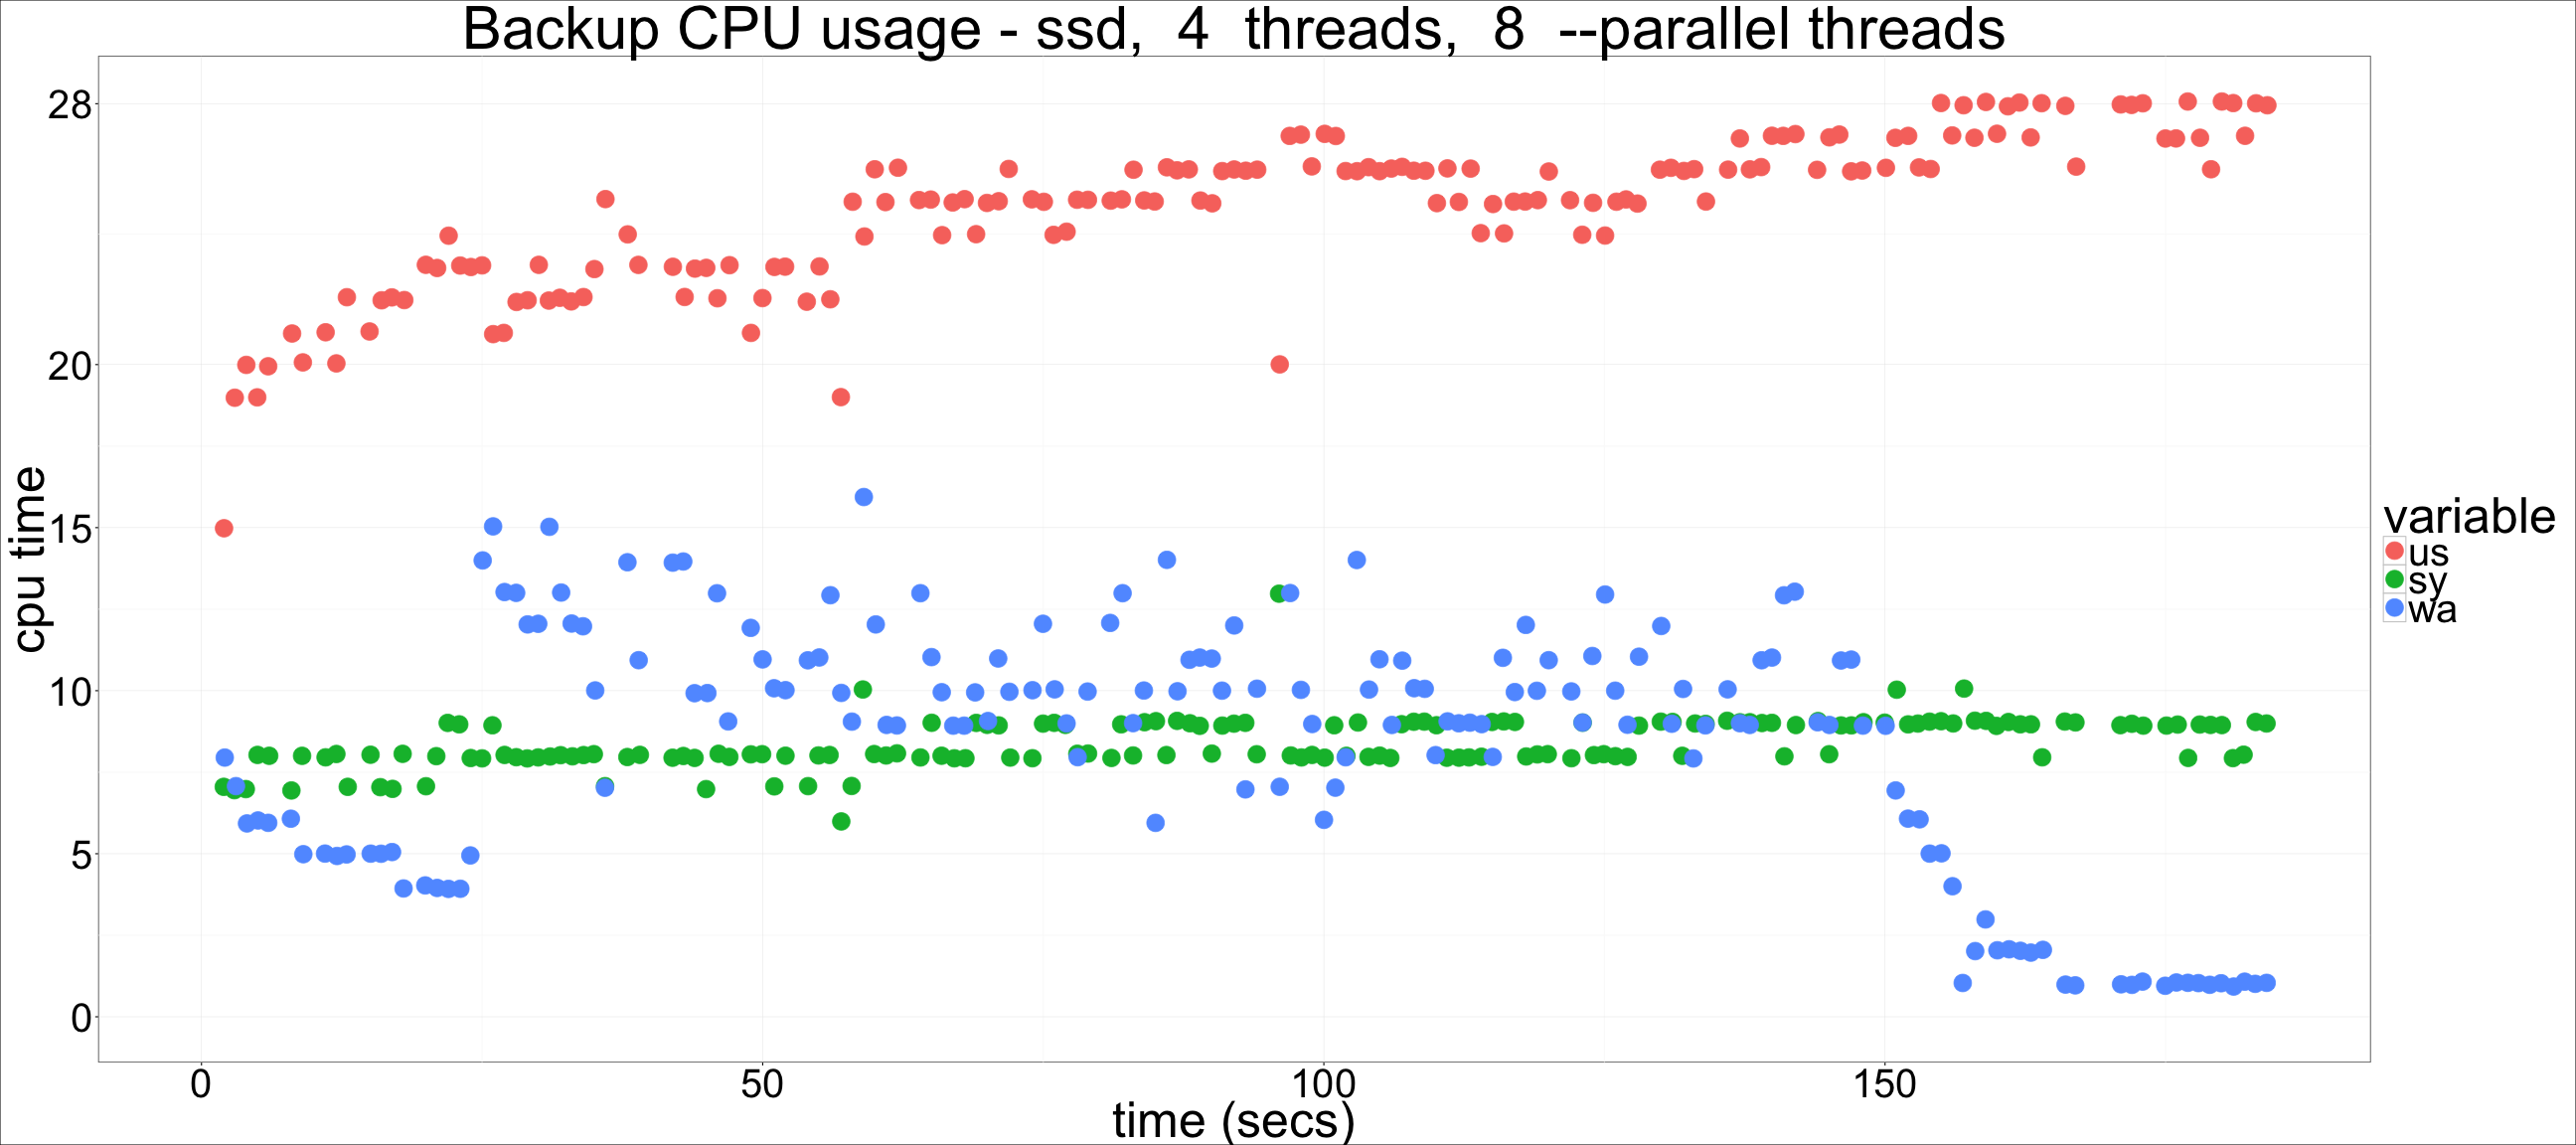 Backup CPU usage - ssd,  4  threads,  8  --parallel threads
cpu time
28
20
15
10
5
0
0 50 100 150
time (secs)
variable
us
sy
wa